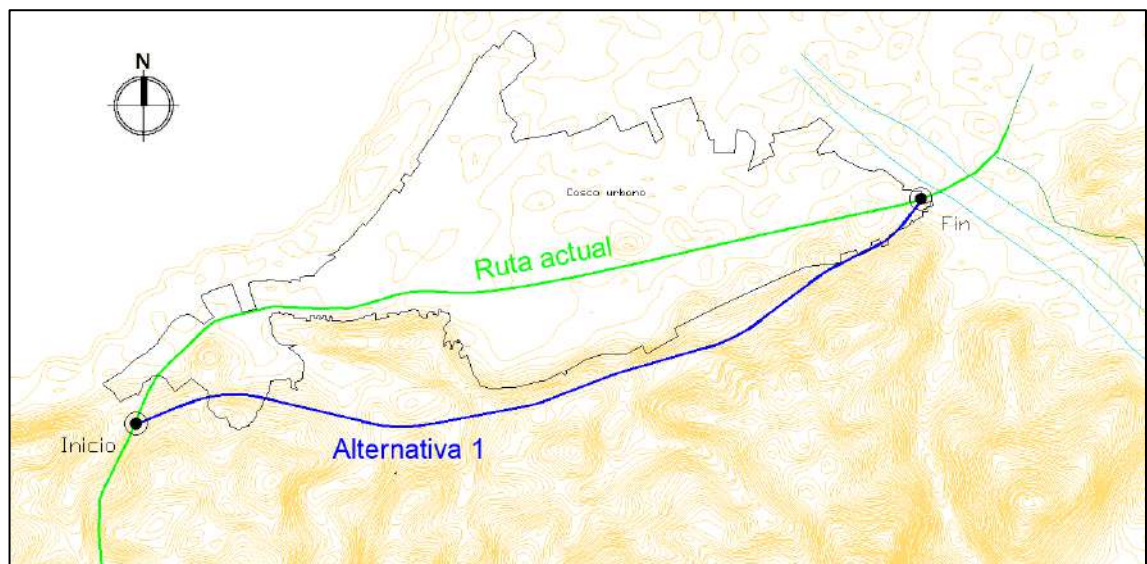 N
Casco urbano
Fin
Ruta actual
Inicio
Alternativa 1